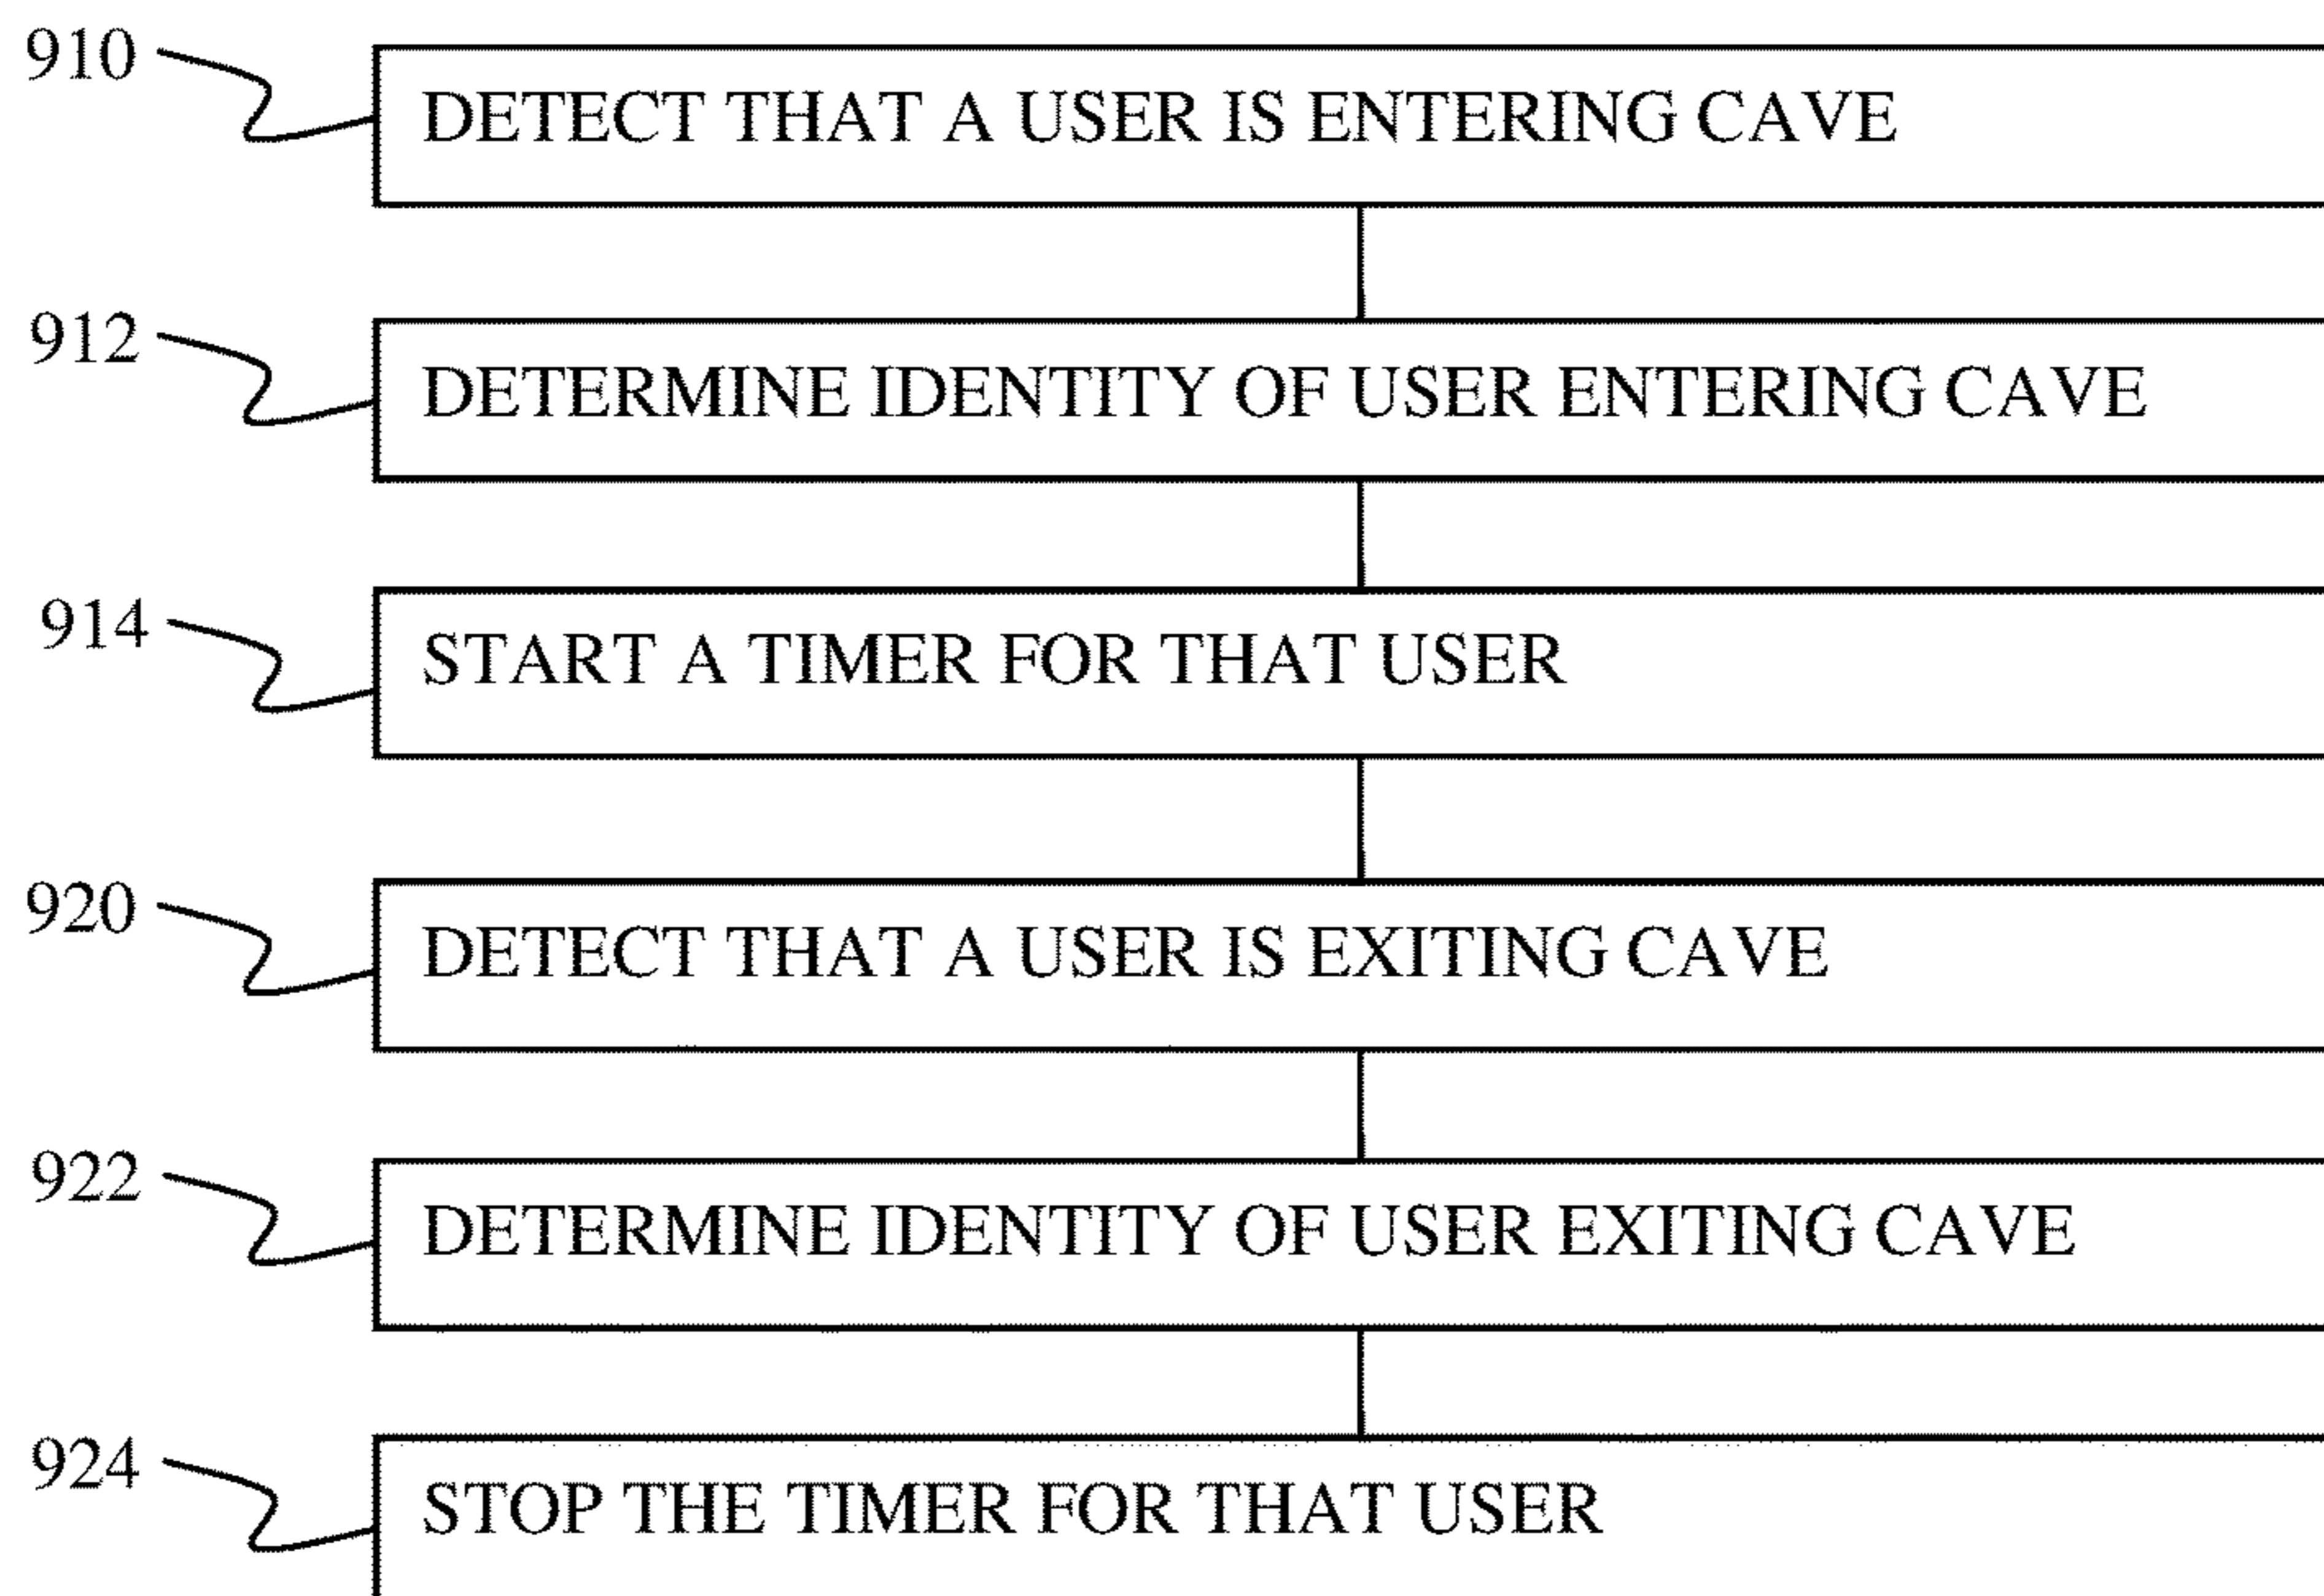 910
DETECT THAT A USER IS ENTERING CAVE
912
DETERMINE IDENTITY OF USER ENTERING CAVE
914
START A TIMER FOR THAT USER
920
DETECT THAT A USER IS EXITING CAVE
922
DETERMINE IDENTITY OF USER EXITING CAVE
924
STOP THE TIMER FOR THAT USER